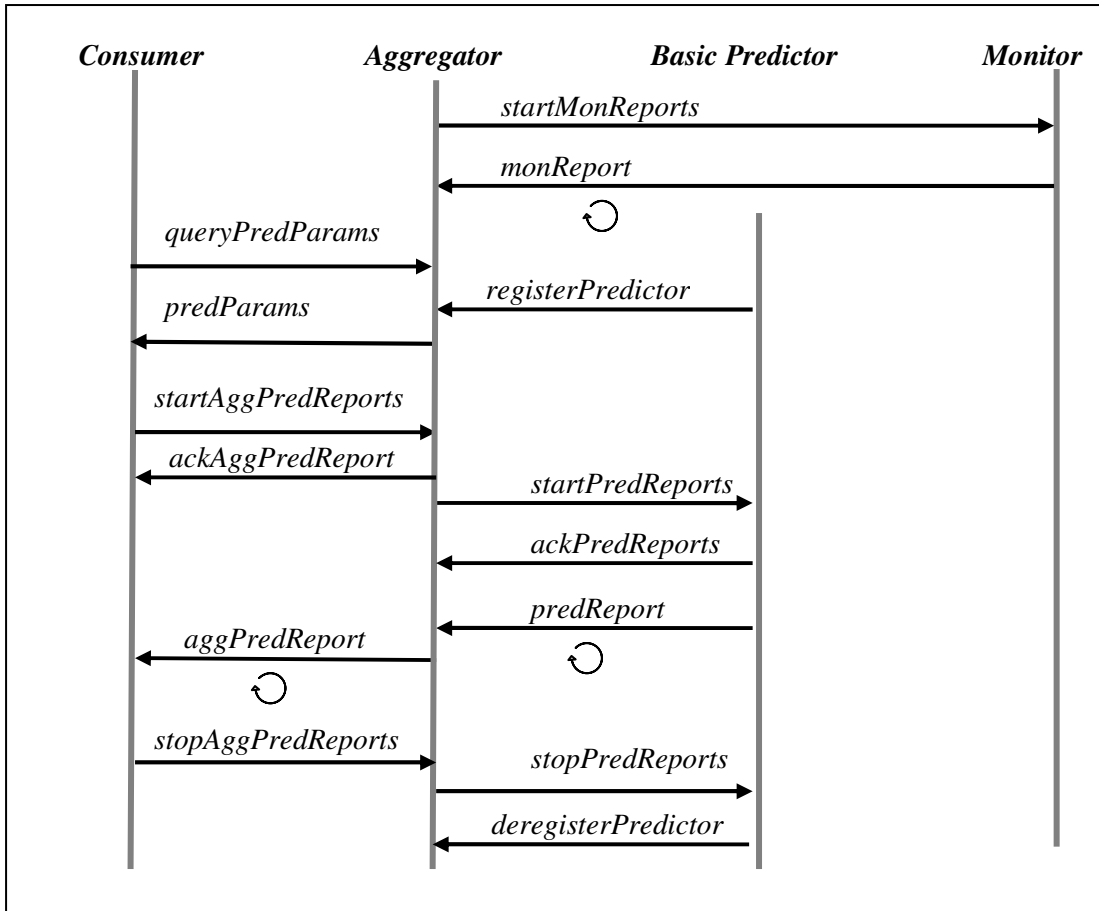 Consumer Aggregator Basic Predictor Monitor
startMonReports
monReport
queryPredParams
registerPredictor
predParams
startAggPredReports
ackAggPredReport
startPredReports
ackPredReports
predReport
aggPredReport
stopAggPredReports
stopPredReports
deregisterPredictor